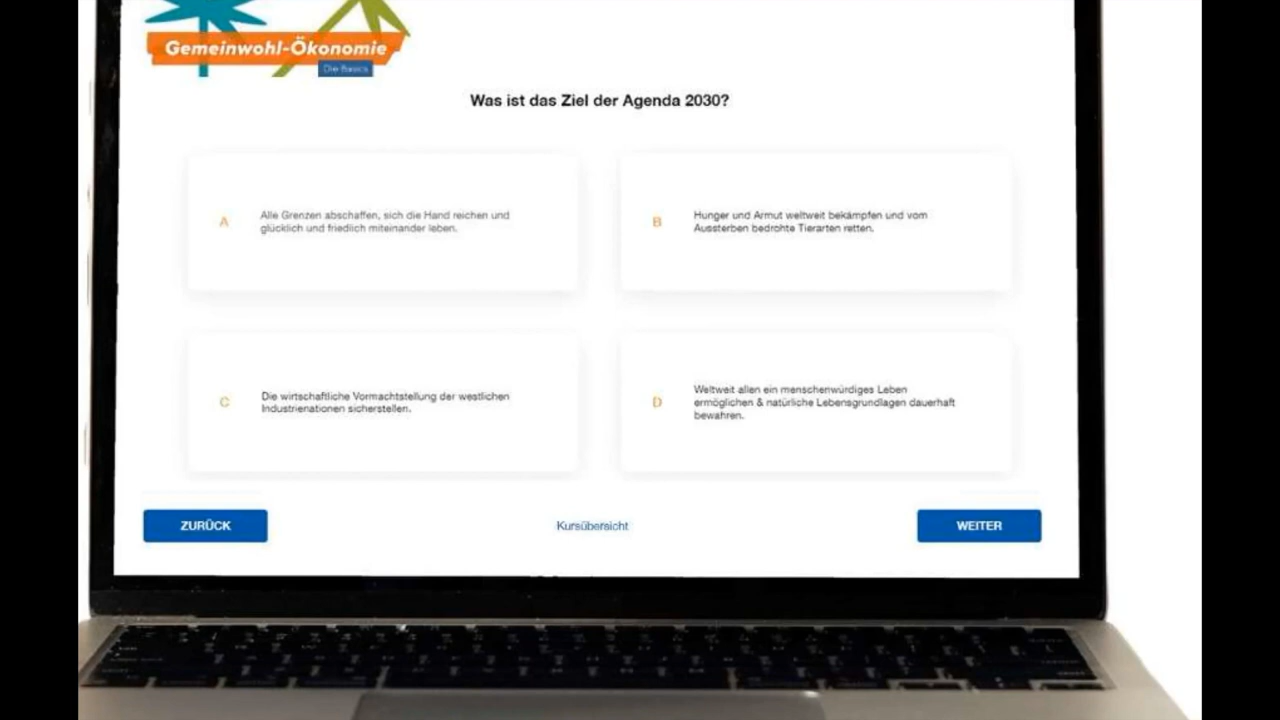 Gemeinwohl-Ökonomie
Die Basics
Was ist das Ziel der Agenda 2030?
A
Alle Grenzen abschaffen, sich die Hand reichen und
glücklich und friedlich miteinander leben.
B
Hunger und Armut weltweit bekämpfen und vom
Aussterben bedrohte Tierarten retten.
C
Die wirtschaftliche Vormachtstellung der westlichen
Industrienationen sicherstellen.
D
Weltweit allen ein menschenwürdiges Leben
ermöglichen & natürliche Lebensgrundlagen dauerhaft
bewahren.
ZURÜCK
Kursübersicht
WEITER